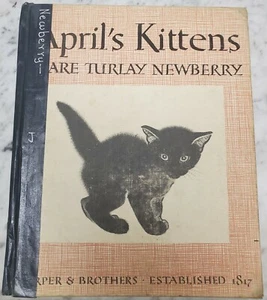 April's Kittens
ARE TURLAY NEWBERRY
Newberry—
J
RPER & BROTHERS · ESTABLISHED 1817